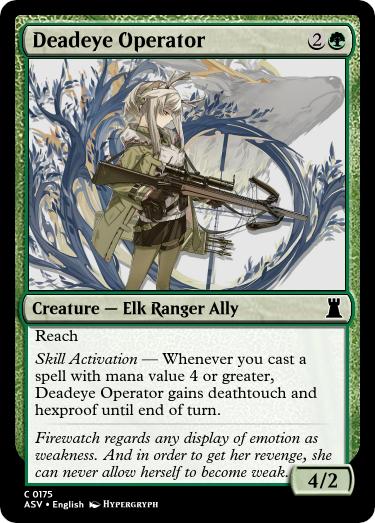 Deadeye Operator 2
Creature — Elk Ranger Ally
Reach
Skill Activation — Whenever you cast a
spell with mana value 4 or greater,
Deadeye Operator gains deathtouch and
hexproof until end of turn.
Firewatch regards any display of emotion as
weakness. And in order to get her revenge, she
can never allow herself to become weak.
4/2
C 0175
ASV • English HYPERGRYPH